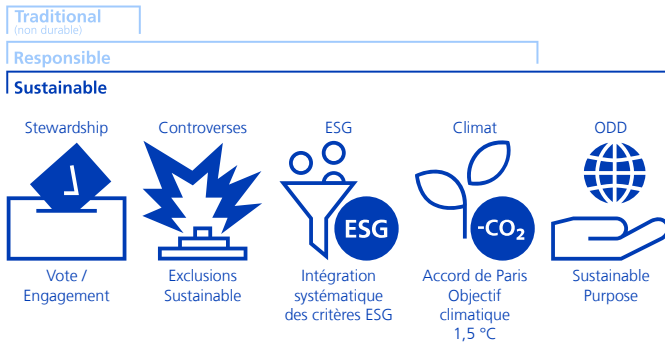 Traditional
(non durable)
Responsible
Sustainable
Stewardship
Controverses
ESG
Climat
ODD
ESG
-CO₂
Vote /
Engagement
Exclusions
Sustainable
Intégration
systématique
des critères ESG
Accord de Paris
Objectif
climatique
1,5 °C
Sustainable
Purpose